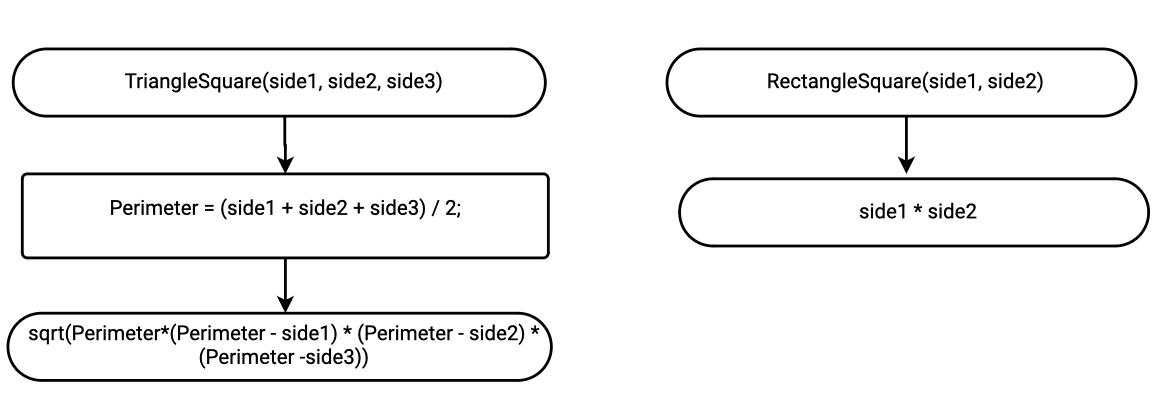 TriangleSquare(side1, side2, side3)
Perimeter = (side1 + side2 + side3) / 2;
sqrt(Perimeter*(Perimeter - side1) * (Perimeter - side2) *
(Perimeter -side3))
RectangleSquare(side1, side2)
side1 * side2